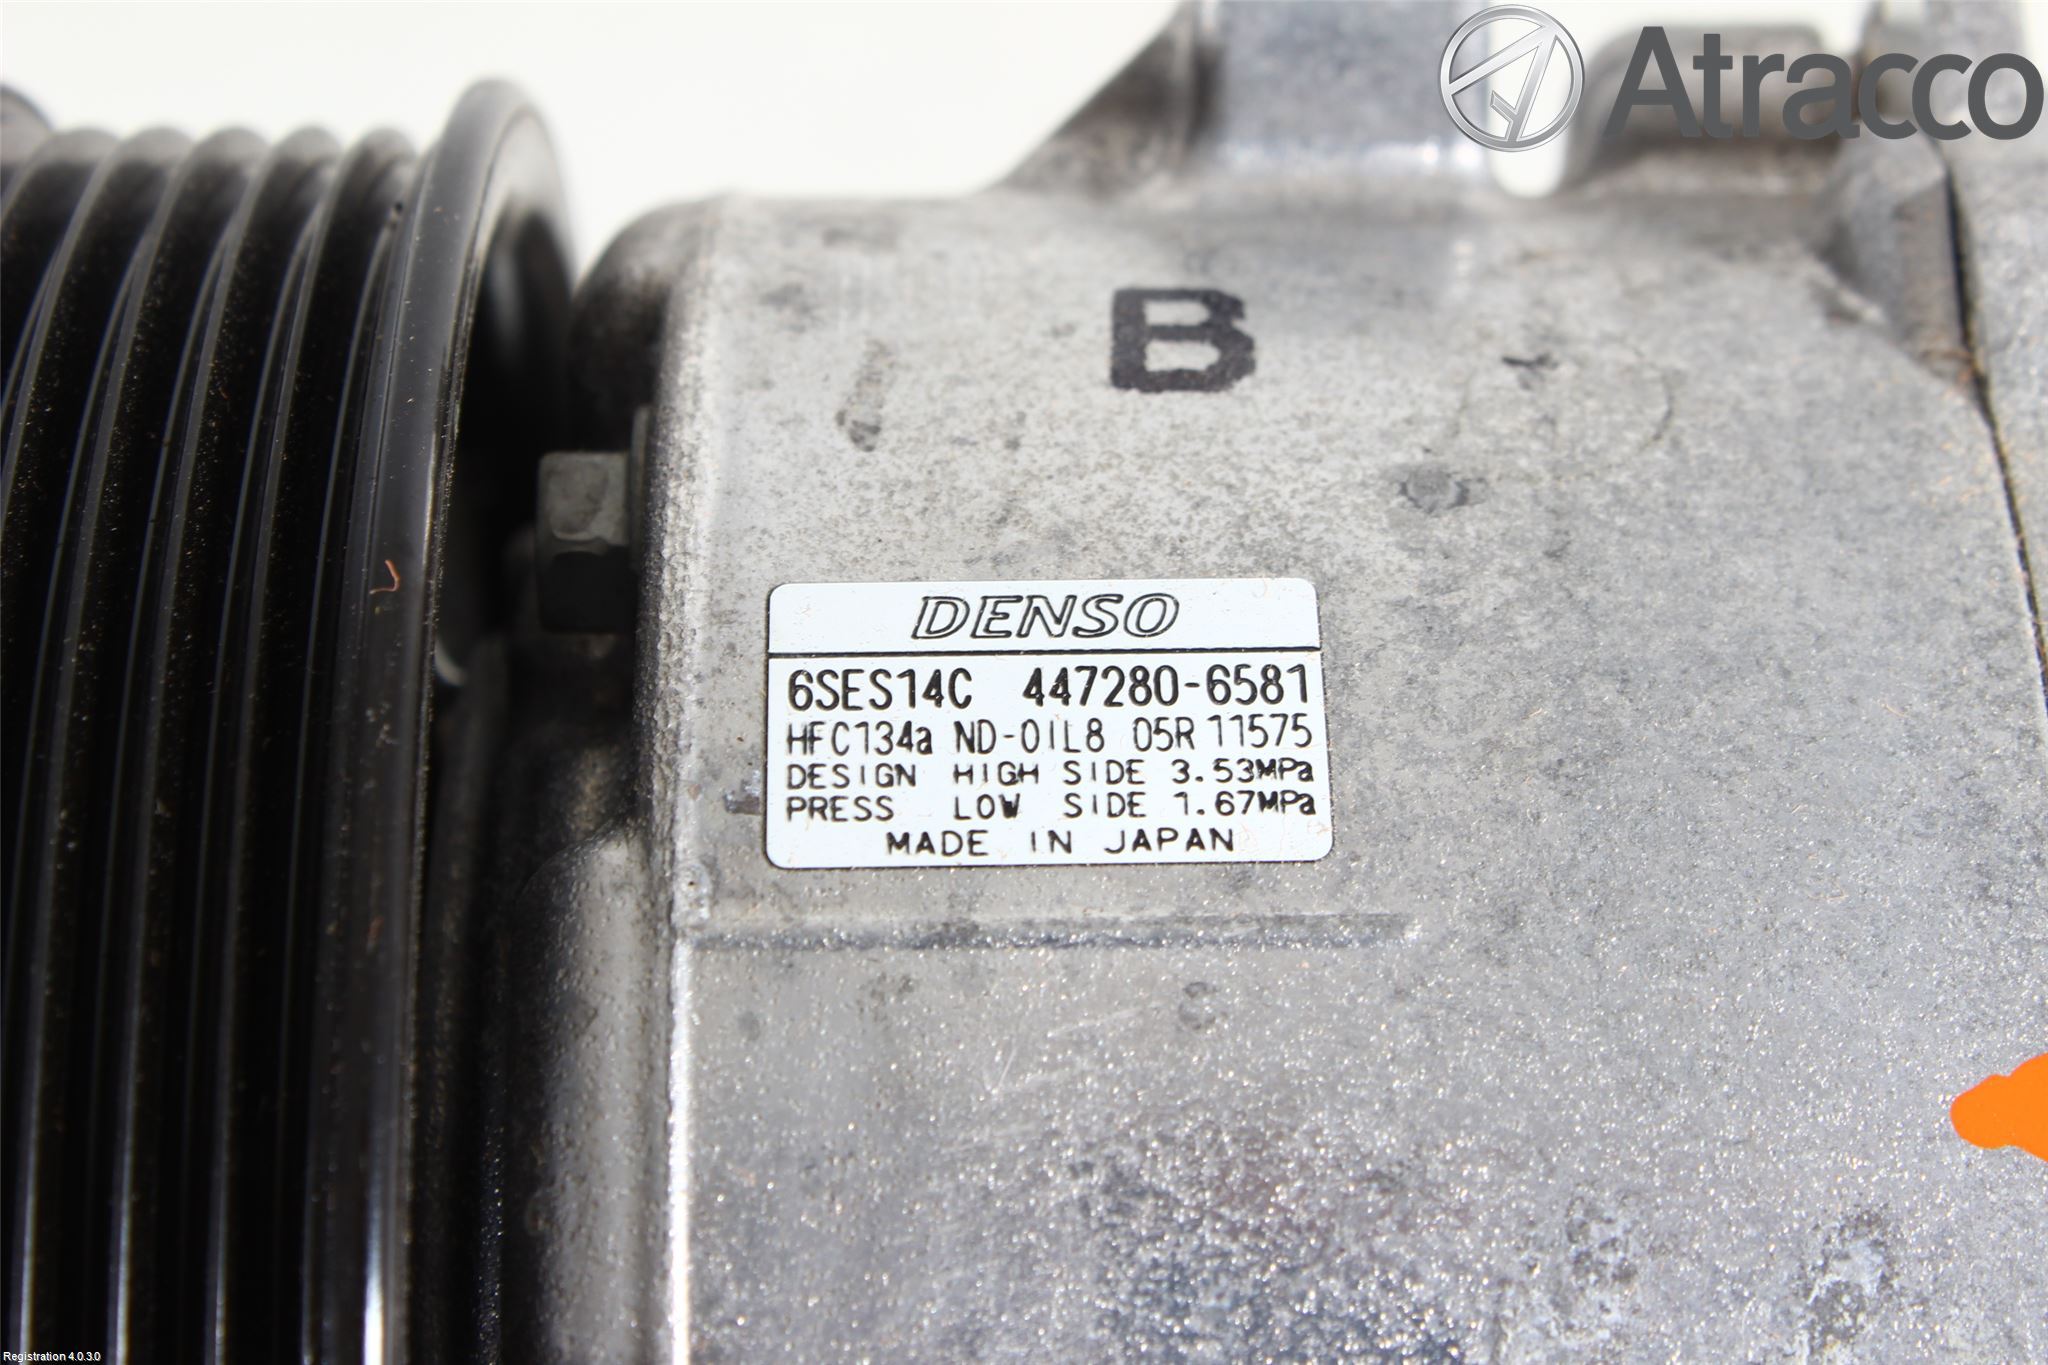 Atracco
B
DENSO
6SES14C 447280-6581
HFC134a ND-OIL8 05R 11575
DESIGN HIGH SIDE 3.53MPa
PRESS LOW SIDE 1.67MPa
MADE IN JAPAN
Registration 4.0.3.0